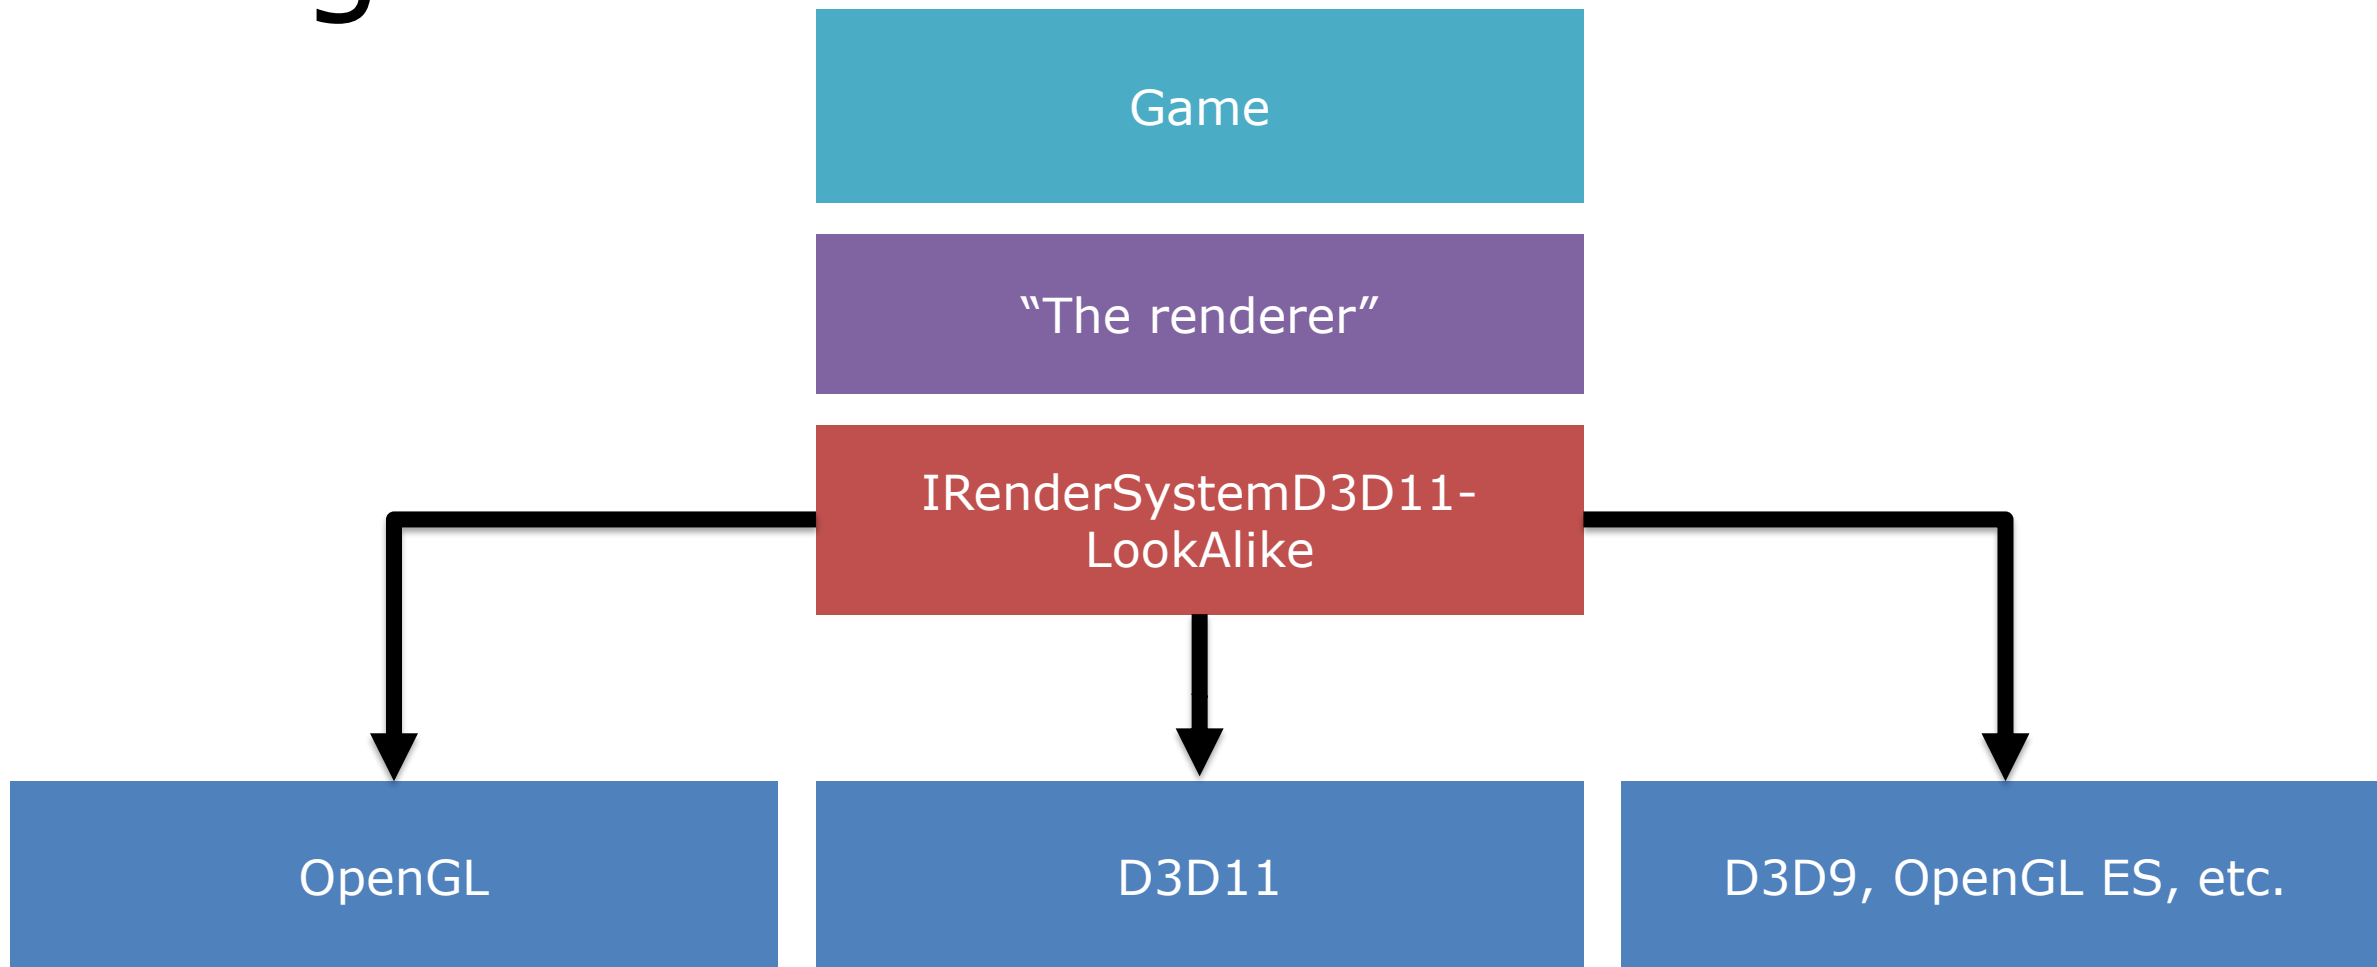 Game
“The renderer”
IRenderSystemD3D11-
LookAlike
OpenGL
D3D11
D3D9, OpenGL ES, etc.